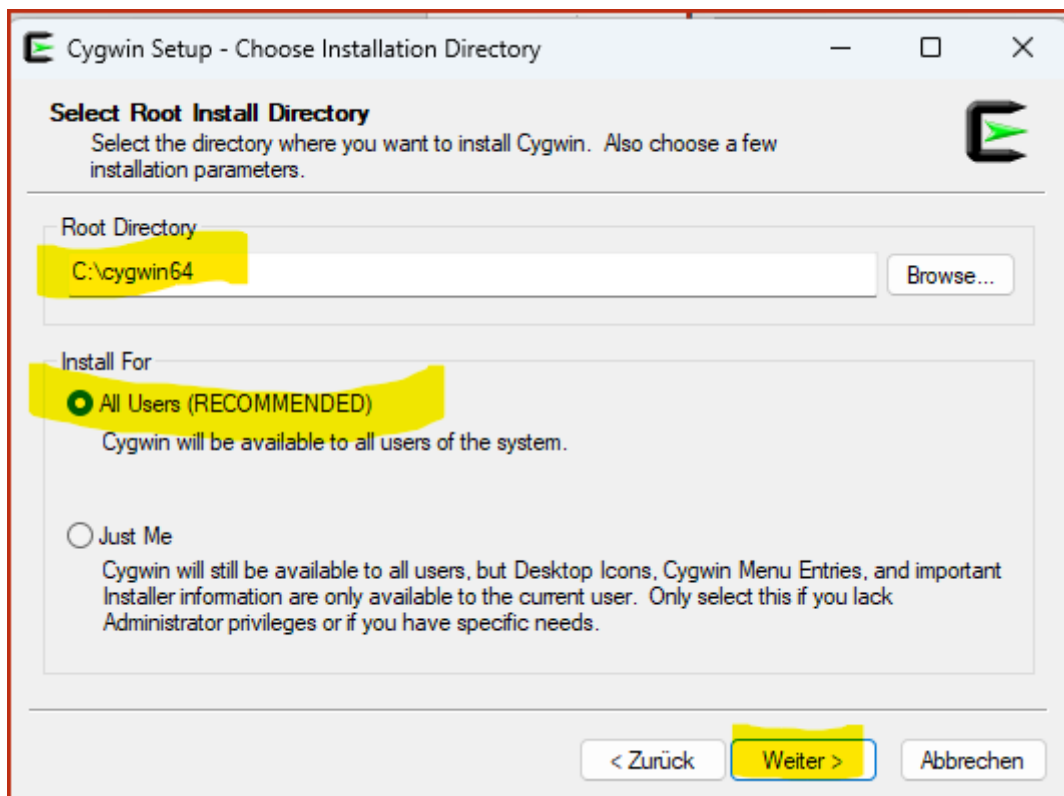 Cygwin Setup - Choose Installation Directory
Select Root Install Directory
Select the directory where you want to install Cygwin. Also choose a few
installation parameters.
Root Directory
C:\cygwin64
Browse...
Install For
All Users (RECOMMENDED)
Cygwin will be available to all users of the system.
Just Me
Cygwin will still be available to all users, but Desktop Icons, Cygwin Menu Entries, and important
Installer information are only available to the current user. Only select this if you lack
Administrator privileges or if you have specific needs.
< Zurück
Weiter >
Abbrechen